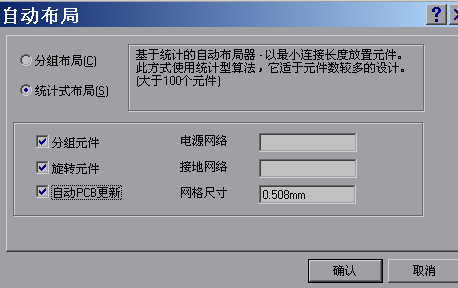 自动布局
分组布局(C)
统计式布局(S)
基于统计的自动布局器 - 以最小连接长度放置元件。
此方式使用统计型算法，它适于元件数较多的设计。
(大于100个元件)
分组元件
电源网络
旋转元件
接地网络
自动PCB更新
网格尺寸
0.508mm
确认
取消